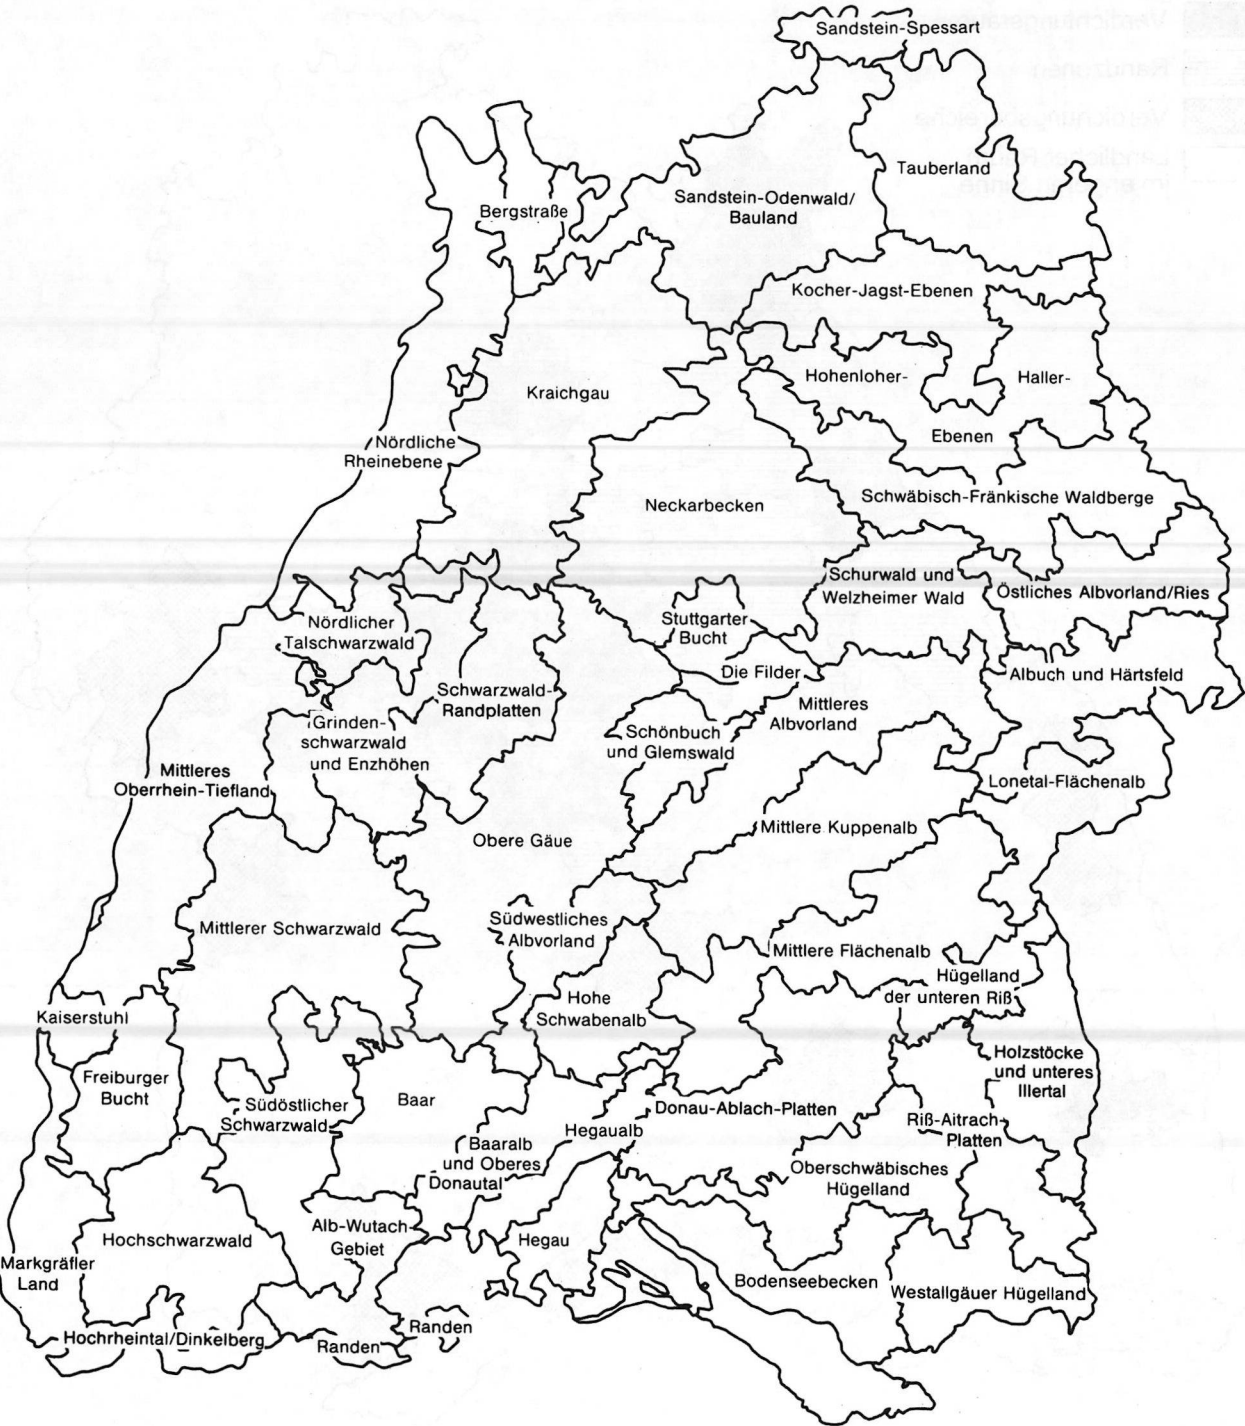 Sandstein-Spessart
Tauberland
Sandstein-Odenwald/
Bauland
Bergstraße
Kocher-Jagst-Ebenen
Hohenloher-
Haller-
Kraichgau
Ebenen
Nördliche
Rheinebene
Schwäbisch-Fränkische Waldberge
Neckarbecken
Schurwald und
Welzheimer Wald
Östliches Albvorland/Ries
Nördlicher
Talschwarzwald
Stuttgarter
Bucht
Die Filder
Albuch und Härtsfeld
Schwarzwald-
Randplatten
Mittleres
Albvorland
Grinden-
schwarzwald
und Enzhöhen
Schönbuch
und Glemswald
Mittleres
Oberrhein-Tiefland
Lonetal-Flächenalb
Mittlere Kuppenalb
Obere Gäue
Mittlerer Schwarzwald
Südwestliches
Albvorland
Mittlere Flächenalb
Hügelland
der unteren Riß
Hohe
Schwabenalb
Kaiserstuhl
Holzstöcke
und unteres
Illertal
Freiburger
Bucht
Südöstlicher
Schwarzwald
Baar
Donau-Ablach-Platten
Riß-Aitrach-
Platten
Hegaualb
Baaralb
und Oberes
Donautal
Oberschwäbisches
Hügelland
Alb-Wutach-
Gebiet
Hochschwarzwald
Hegau
Markgräfler
Land
Bodenseebecken
Westallgäuer Hügelland
Hochrheintal/Dinkelberg
Randen
Randen